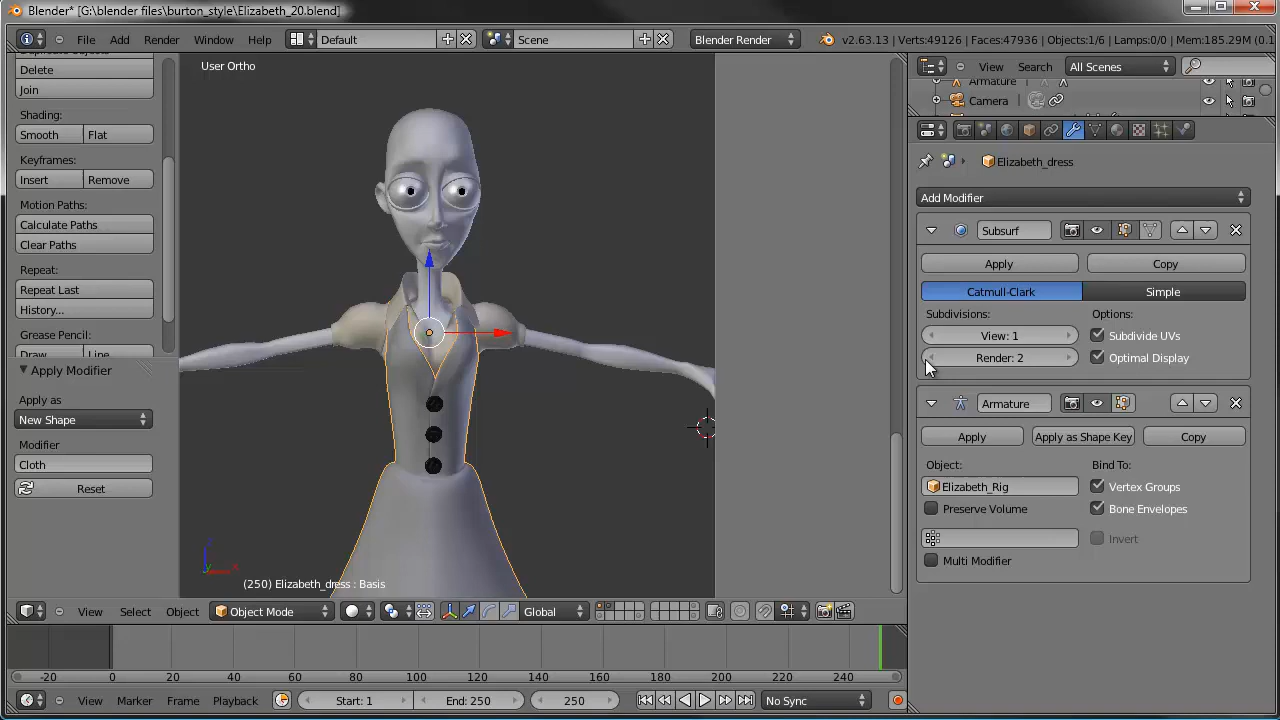 Blender* [G:\blender files\burton_style\Elizabeth_20.blend]
File Add Render Window Help Default Scene Blender Render v2.63.13 | Verts:49126 | Faces:47936 | Objects:1/6 | Lamps:0/0 | Mem:185.29M (0.1
Delete
Join
Shading:
Smooth Flat
Keyframes:
Insert Remove
Motion Paths:
Calculate Paths
Clear Paths
Repeat:
Repeat Last
History...
Grease Pencil:
Draw Line
Apply Modifier
Apply as
New Shape
Modifier
Cloth
Reset
User Ortho
(250) Elizabeth_dress : Basis
View Select Object Object Mode Global
-20 0 20 40 60 80 100 120 140 160 180 200 220 240
View Marker Frame Playback Start: 1 End: 250 250 No Sync
View Search All Scenes
Armature
Camera
Elizabeth_dress
Add Modifier
Subsurf
Apply Copy
Catmull-Clark Simple
Subdivisions: Options:
View: 1 Subdivide UVs
Render: 2 Optimal Display
Armature
Apply Apply as Shape Key Copy
Object: Bind To:
Elizabeth_Rig Vertex Groups
Preserve Volume Bone Envelopes
Invert
Multi Modifier